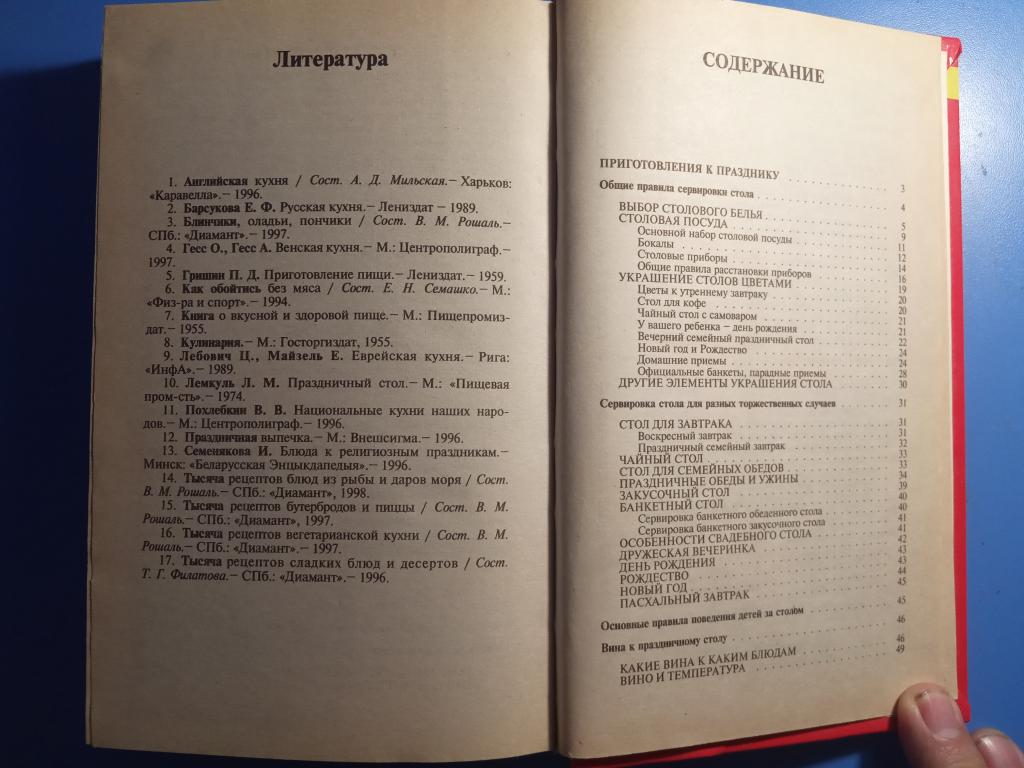 Литература
1. Английская кухня / Сост. А. Д. Мильская.– Харьков:
«Каравелла».– 1996.
2. Барсукова Е. Ф. Русская кухня.– Лениздат – 1989.
3. Блинчики, оладьи, пончики / Сост. В. М. Рошаль.–
СПб.: «Диамант».– 1997.
4. Гесс О., Гесс А. Венская кухня.– М.: Центрополиграф.–
1997.
5. Гришин П. Д. Приготовление пищи.– Лениздат.– 1959.
6. Как обойтись без мяса / Сост. Е. Н. Семашко.– М.:
«Физ-ра и спорт».– 1994.
7. Книга о вкусной и здоровой пище.– М.: Пищепромиз-
дат.– 1955.
8. Кулинария.– М.: Госторгиздат, 1955.
9. Лебович Ц., Майзель Е. Еврейская кухня.– Рига:
«ИнфА».– 1989.
10. Лемкуль Л. М. Праздничный стол.– М.: «Пищевая
пром-сть».– 1974.
11. Похлебкин В. В. Национальные кухни наших наро-
дов.– М.: Центрополиграф.– 1996.
12. Праздничная выпечка.– М.: Внешсигма.– 1996.
13. Семенякова И. Блюда к религиозным праздникам.–
Минск: «Беларусская Энцыкдапедыя».– 1996.
14. Тысяча рецептов блюд из рыбы и даров моря / Сост.
В. М. Рошаль.– СПб.: «Диамант», 1998.
15. Тысяча рецептов бутербродов и пиццы / Сост. В. М.
Рошаль.– СПб.: «Диамант», 1997.
16. Тысяча рецептов вегетарианской кухни / Сост. В. М.
Рошаль.– СПб.: «Диамант».– 1997.
17. Тысяча рецептов сладких блюд и десертов / Сост.
Т. Г. Филатова.– СПб.: «Диамант».– 1996.
СОДЕРЖАНИЕ
ПРИГОТОВЛЕНИЯ К ПРАЗДНИКУ . . . . . . . . . . 3
Общие правила сервировки стола . . . . . . . . . . 4
ВЫБОР СТОЛОВОГО БЕЛЬЯ . . . . . . . . . . 5
СТОЛОВАЯ ПОСУДА . . . . . . . . . . 9
Основной набор столовой посуды . . . . . . . . . . 11
Бокалы . . . . . . . . . . 12
Столовые приборы . . . . . . . . . . 14
Общие правила расстановки приборов . . . . . . . . . . 16
УКРАШЕНИЕ СТОЛОВ ЦВЕТАМИ . . . . . . . . . . 19
Цветы к утреннему завтраку . . . . . . . . . . 20
Стол для кофе . . . . . . . . . . 20
Чайный стол с самоваром . . . . . . . . . . 21
У вашего ребенка – день рождения . . . . . . . . . . 21
Вечерний семейный праздничный стол . . . . . . . . . . 22
Новый год и Рождество . . . . . . . . . . 24
Домашние приемы . . . . . . . . . . 24
Официальные банкеты, парадные приемы . . . . . . . . . . 28
ДРУГИЕ ЭЛЕМЕНТЫ УКРАШЕНИЯ СТОЛА . . . . . . . . . . 30
Сервировка стола для разных торжественных случаев . . . . . . . . . . 31
СТОЛ ДЛЯ ЗАВТРАКА . . . . . . . . . . 31
Воскресный завтрак . . . . . . . . . . 31
Праздничный семейный завтрак . . . . . . . . . . 32
ЧАЙНЫЙ СТОЛ . . . . . . . . . . 33
СТОЛ ДЛЯ СЕМЕЙНЫХ ОБЕДОВ . . . . . . . . . . 33
ПРАЗДНИЧНЫЕ ОБЕДЫ И УЖИНЫ . . . . . . . . . . 34
ЗАКУСОЧНЫЙ СТОЛ . . . . . . . . . . 39
БАНКЕТНЫЙ СТОЛ . . . . . . . . . . 40
Сервировка банкетного обеденного стола . . . . . . . . . . 40
Сервировка банкетного закусочного стола . . . . . . . . . . 41
ОСОБЕННОСТИ СВАДЕБНОГО СТОЛА . . . . . . . . . . 41
ДРУЖЕСКАЯ ВЕЧЕРИНКА . . . . . . . . . . 42
ДЕНЬ РОЖДЕНИЯ . . . . . . . . . . 43
РОЖДЕСТВО . . . . . . . . . . 43
НОВЫЙ ГОД . . . . . . . . . . 44
ПАСХАЛЬНЫЙ ЗАВТРАК . . . . . . . . . . 45
Основные правила поведения детей за столом . . . . . . . . . . 45
Вина к праздничному столу . . . . . . . . . . 46
КАКИЕ ВИНА К КАКИМ БЛЮДАМ . . . . . . . . . . 46
ВИНО И ТЕМПЕРАТУРА . . . . . . . . . . 49